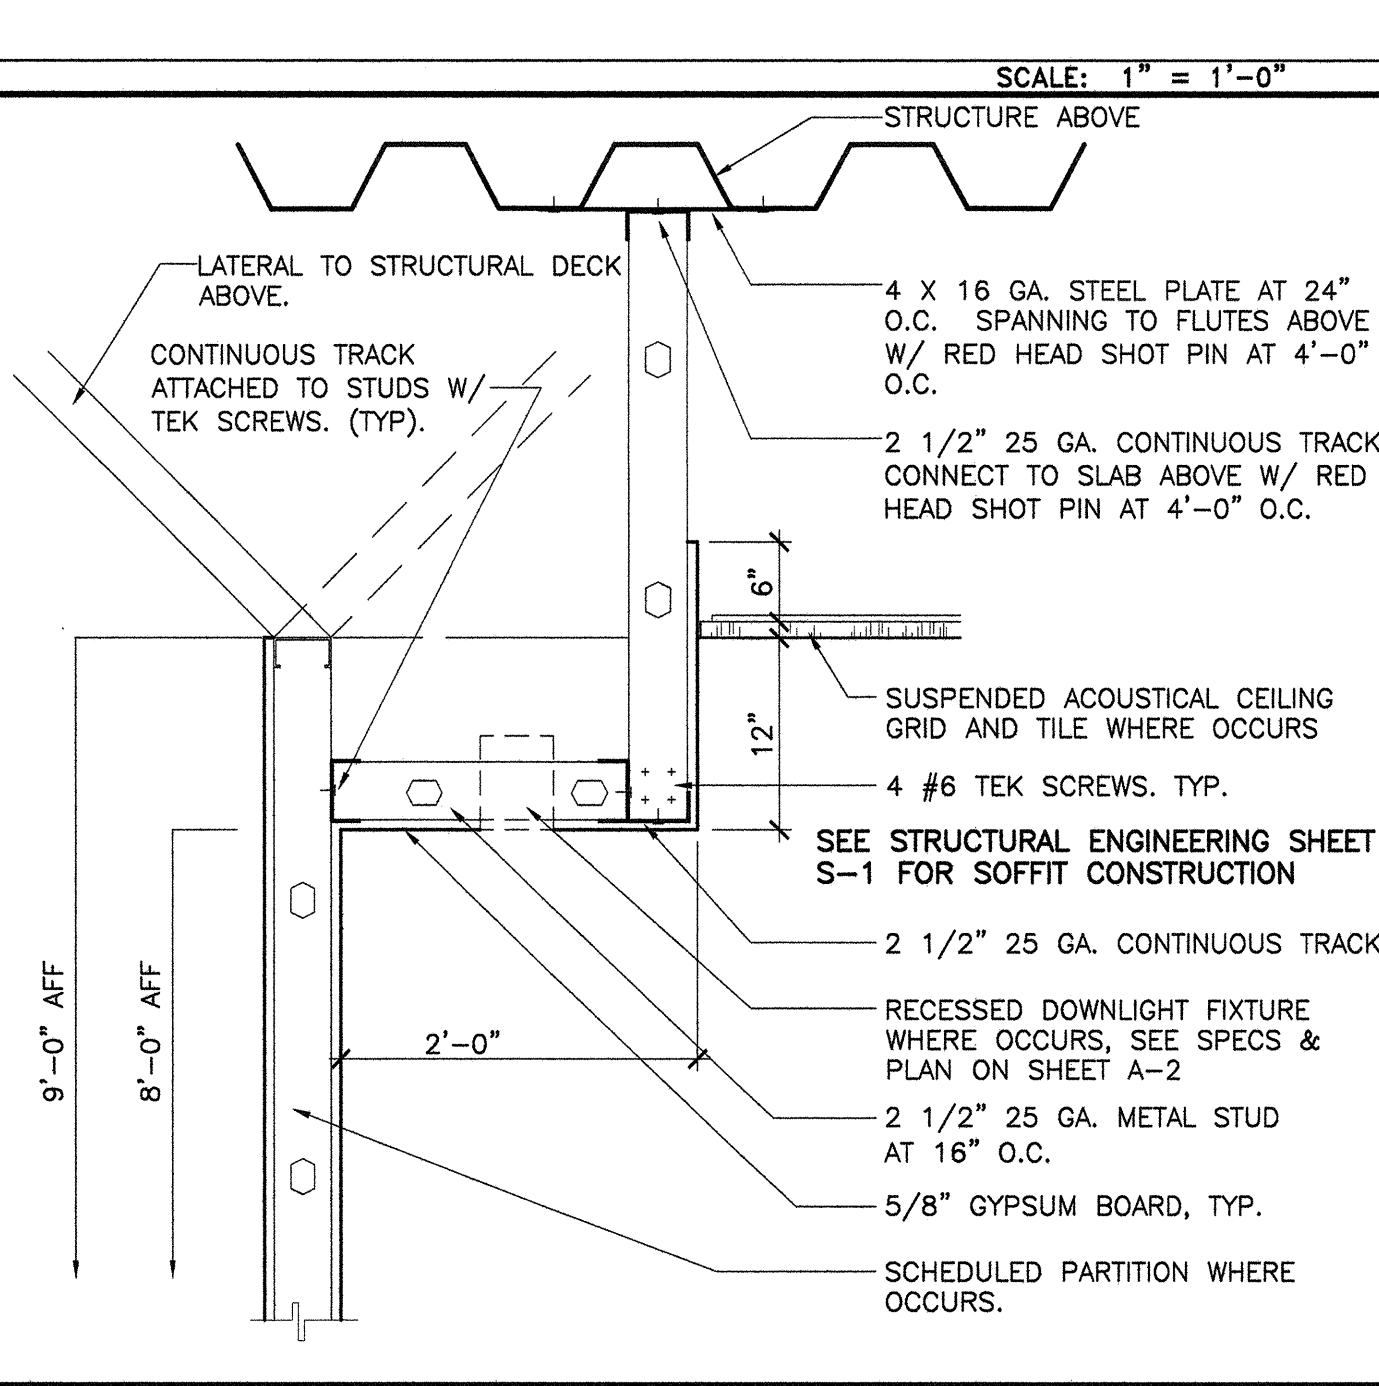 SCALE: 1" = 1'-0"
STRUCTURE ABOVE
LATERAL TO STRUCTURAL DECK
ABOVE.
CONTINUOUS TRACK
ATTACHED TO STUDS W/
TEK SCREWS. (TYP).
4 X 16 GA. STEEL PLATE AT 24"
O.C. SPANNING TO FLUTES ABOVE
W/ RED HEAD SHOT PIN AT 4'-0"
O.C.
2 1/2" 25 GA. CONTINUOUS TRACK
CONNECT TO SLAB ABOVE W/ RED
HEAD SHOT PIN AT 4'-0" O.C.
6"
12"
SUSPENDED ACOUSTICAL CEILING
GRID AND TILE WHERE OCCURS
4 #6 TEK SCREWS. TYP.
SEE STRUCTURAL ENGINEERING SHEET
S-1 FOR SOFFIT CONSTRUCTION
2 1/2" 25 GA. CONTINUOUS TRACK
RECESSED DOWNLIGHT FIXTURE
WHERE OCCURS, SEE SPECS &
PLAN ON SHEET A-2
2 1/2" 25 GA. METAL STUD
AT 16" O.C.
5/8" GYPSUM BOARD, TYP.
SCHEDULED PARTITION WHERE
OCCURS.
9'-0" AFF
8'-0" AFF
2'-0"